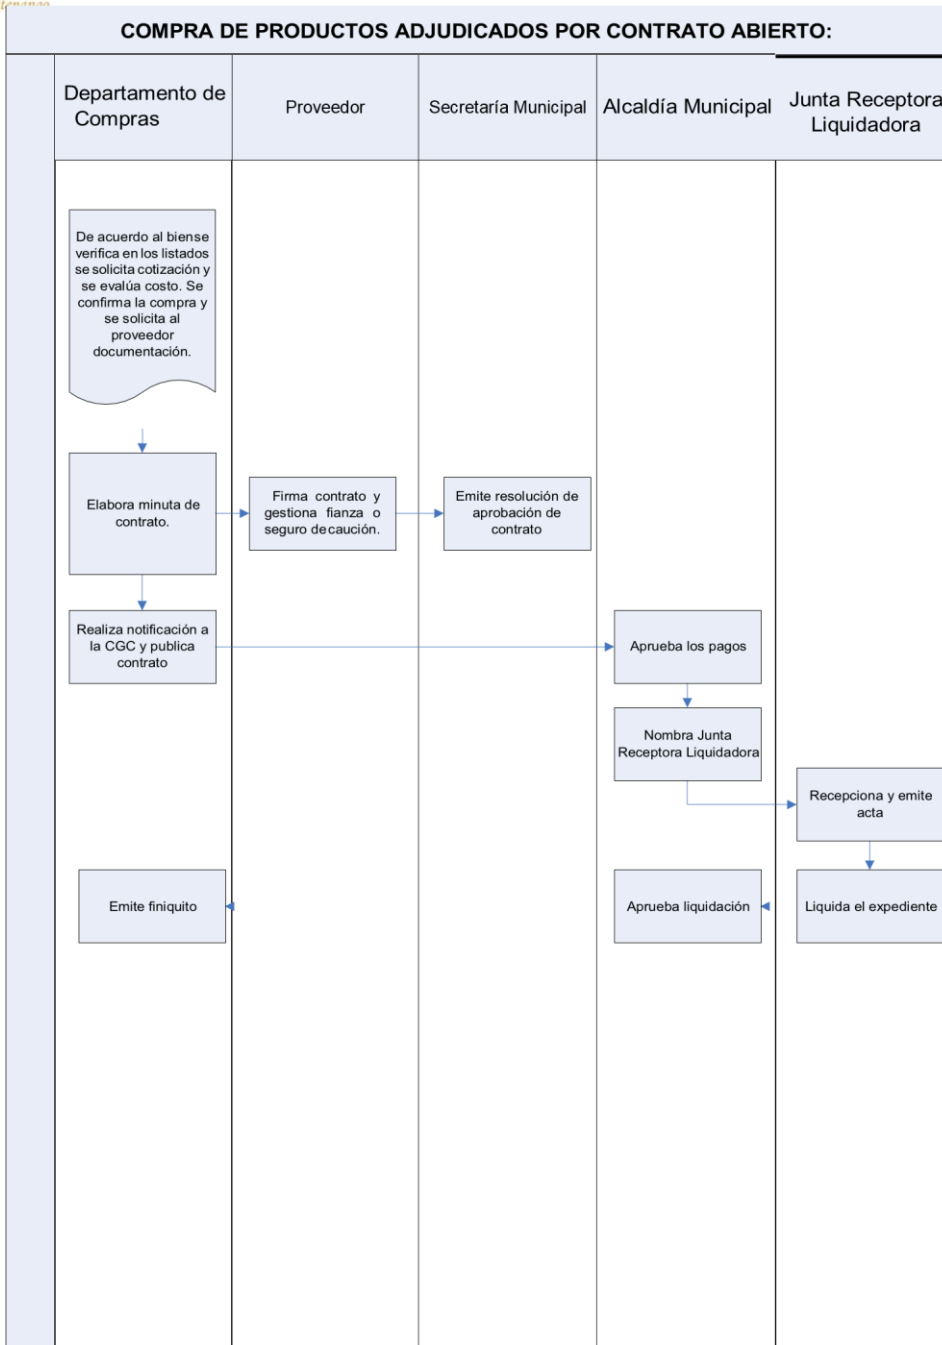 COMPRA DE PRODUCTOS ADJUDICADOS POR CONTRATO ABIERTO:
Departamento de
Compras
Proveedor
Secretaría Municipal
Alcaldía Municipal
Junta Receptora
Liquidadora
De acuerdo al biense
verifica en los listados
se solicita cotización y
se evalúa costo. Se
confirma la compra y
se solicita al
proveedor
documentación.
Elabora minuta de
contrato.
Firma contrato y
gestiona fianza o
seguro decaución.
Emite resolución de
aprobación de
contrato
Realiza notificación a
la CGC y publica
contrato
Aprueba los pagos
Nombra Junta
Receptora Liquidadora
Recepciona y emite
acta
Emite finiquito
Aprueba liquidación
Liquida el expediente